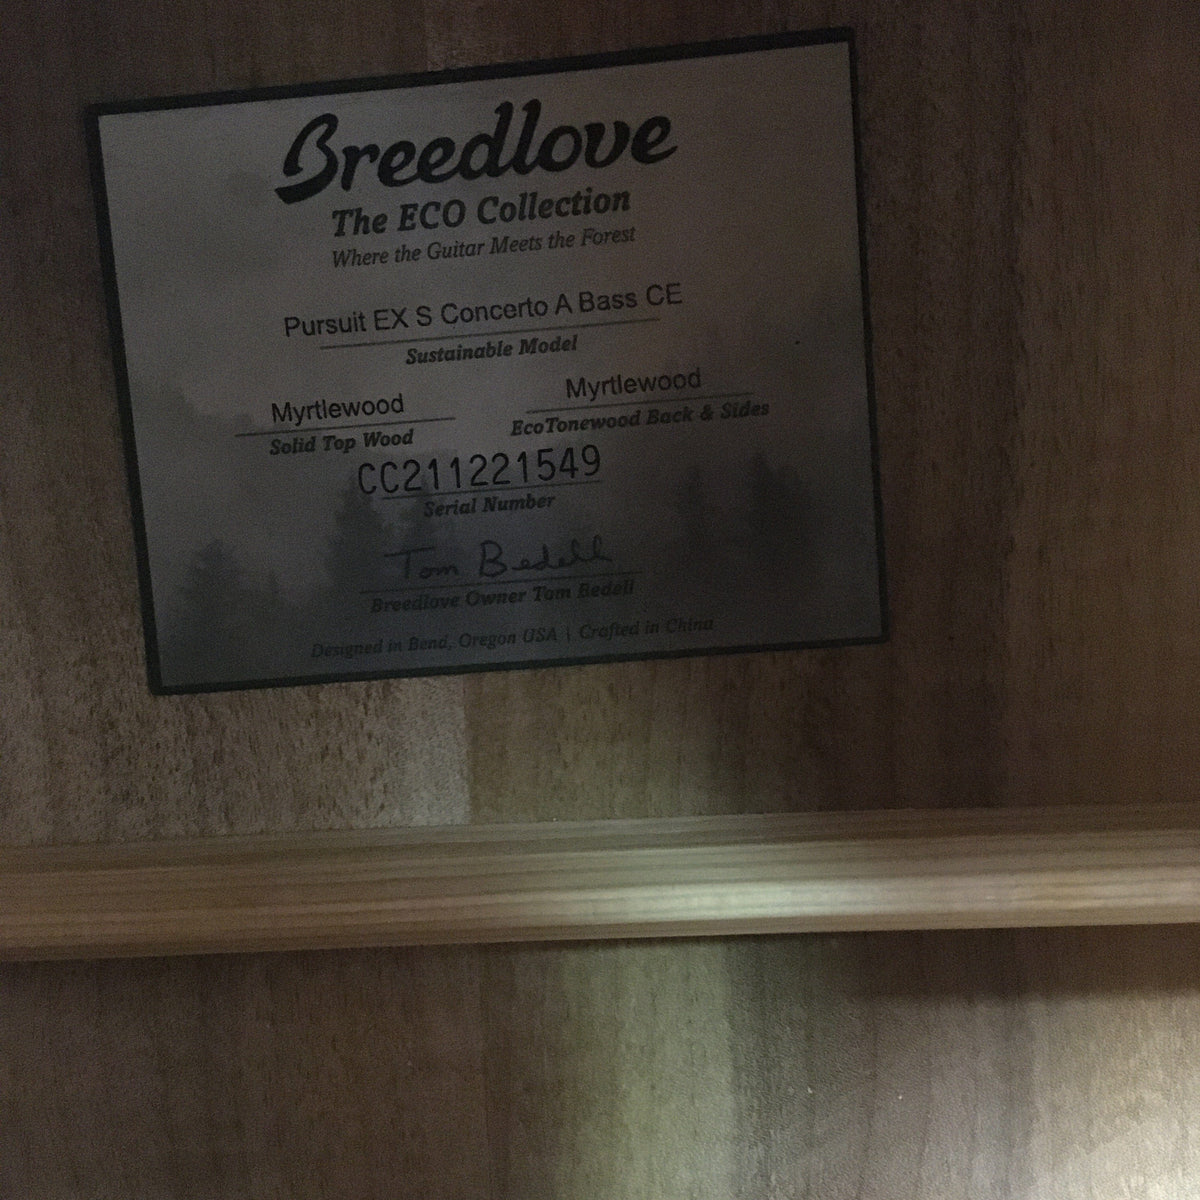 Breedlove
The ECO Collection
Where the Guitar Meets the Forest
Pursuit EX S Concerto A Bass CE
Sustainable Model
Myrtlewood Myrtlewood
Solid Top Wood EcoTonewood Back & Sides
CC211221549
Serial Number
Tom Bedell
Breedlove Owner Tom Bedell
Designed in Bend, Oregon USA | Crafted in China